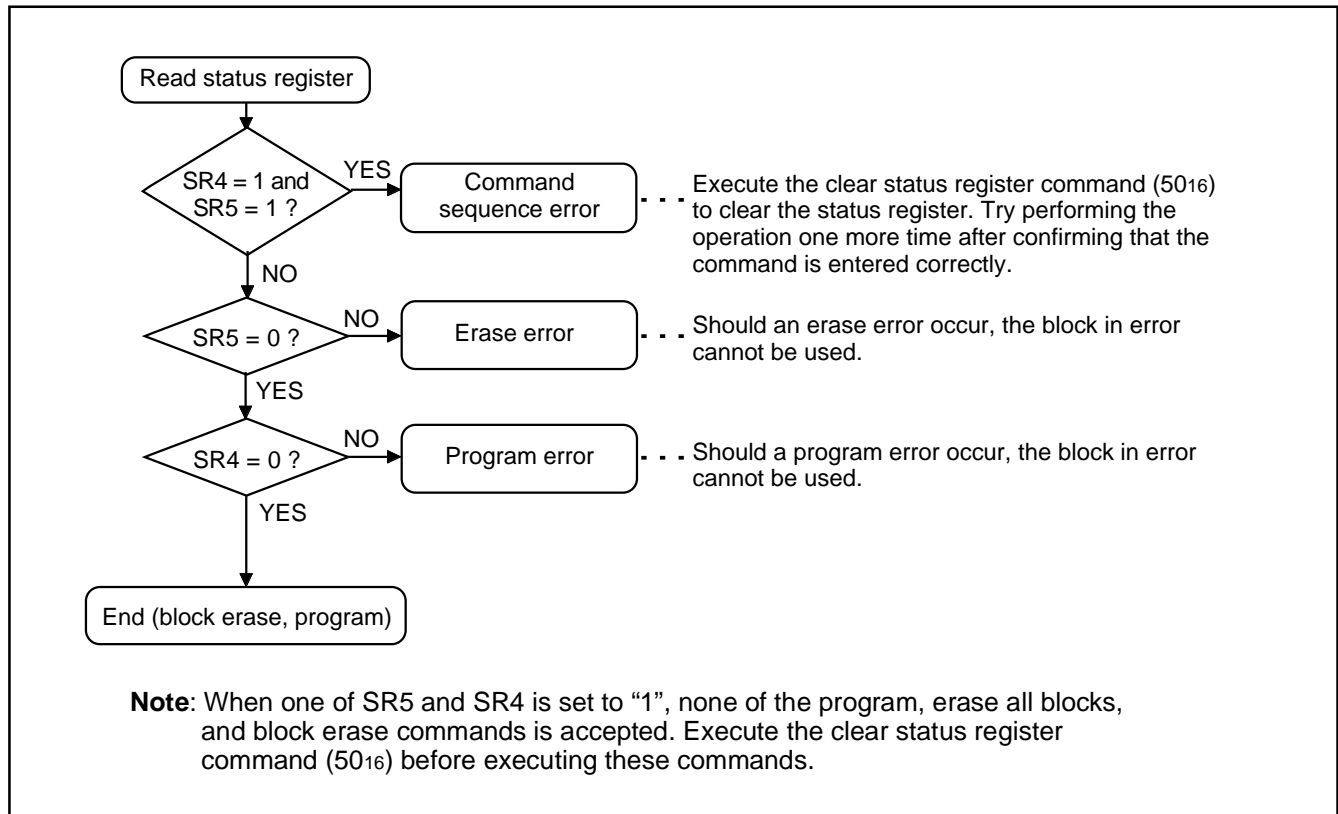 Read status register
SR4 = 1 and
SR5 = 1 ?
YES
Command
sequence error
Execute the clear status register command (5016)
to clear the status register. Try performing the
operation one more time after confirming that the
command is entered correctly.
NO
SR5 = 0 ?
NO
Erase error
Should an erase error occur, the block in error
cannot be used.
YES
SR4 = 0 ?
NO
Program error
Should a program error occur, the block in error
cannot be used.
YES
End (block erase, program)
Note: When one of SR5 and SR4 is set to “1”, none of the program, erase all blocks,
and block erase commands is accepted. Execute the clear status register
command (5016) before executing these commands.